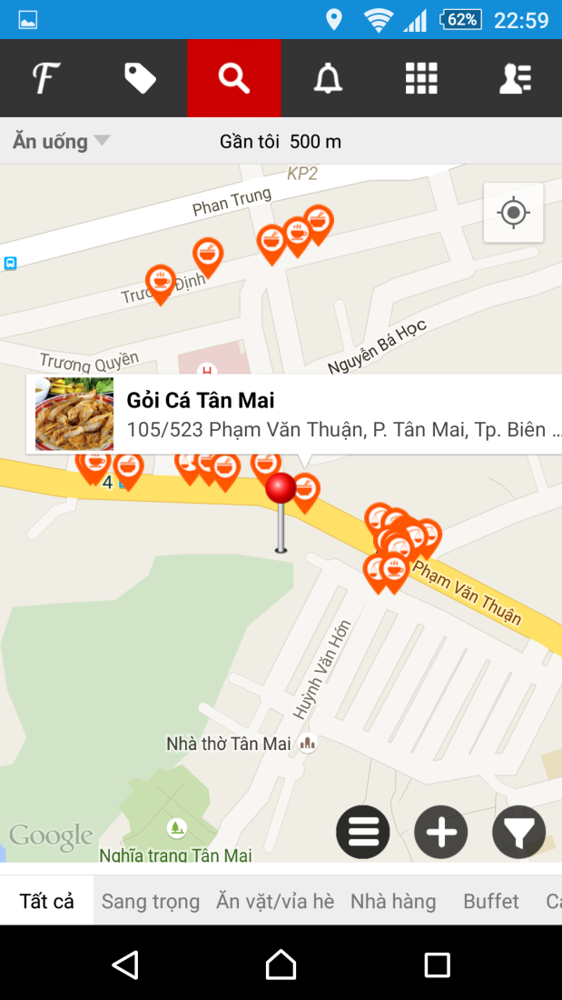 62% 22:59
F
Ăn uống Gần tôi 500 m
KP2
Phan Trung
Trươ Định
Trương Quyền
Nguyễn Bá Học
H
Gỏi Cá Tân Mai
105/523 Phạm Văn Thuận, P. Tân Mai, Tp. Biên ...
4
Phạm Văn Thuận
Huỳnh Văn Hớn
Nhà thờ Tân Mai
Google
Nghĩa trang Tân Mai
Tất cả Sang trọng Ăn vặt/vỉa hè Nhà hàng Buffet Ca